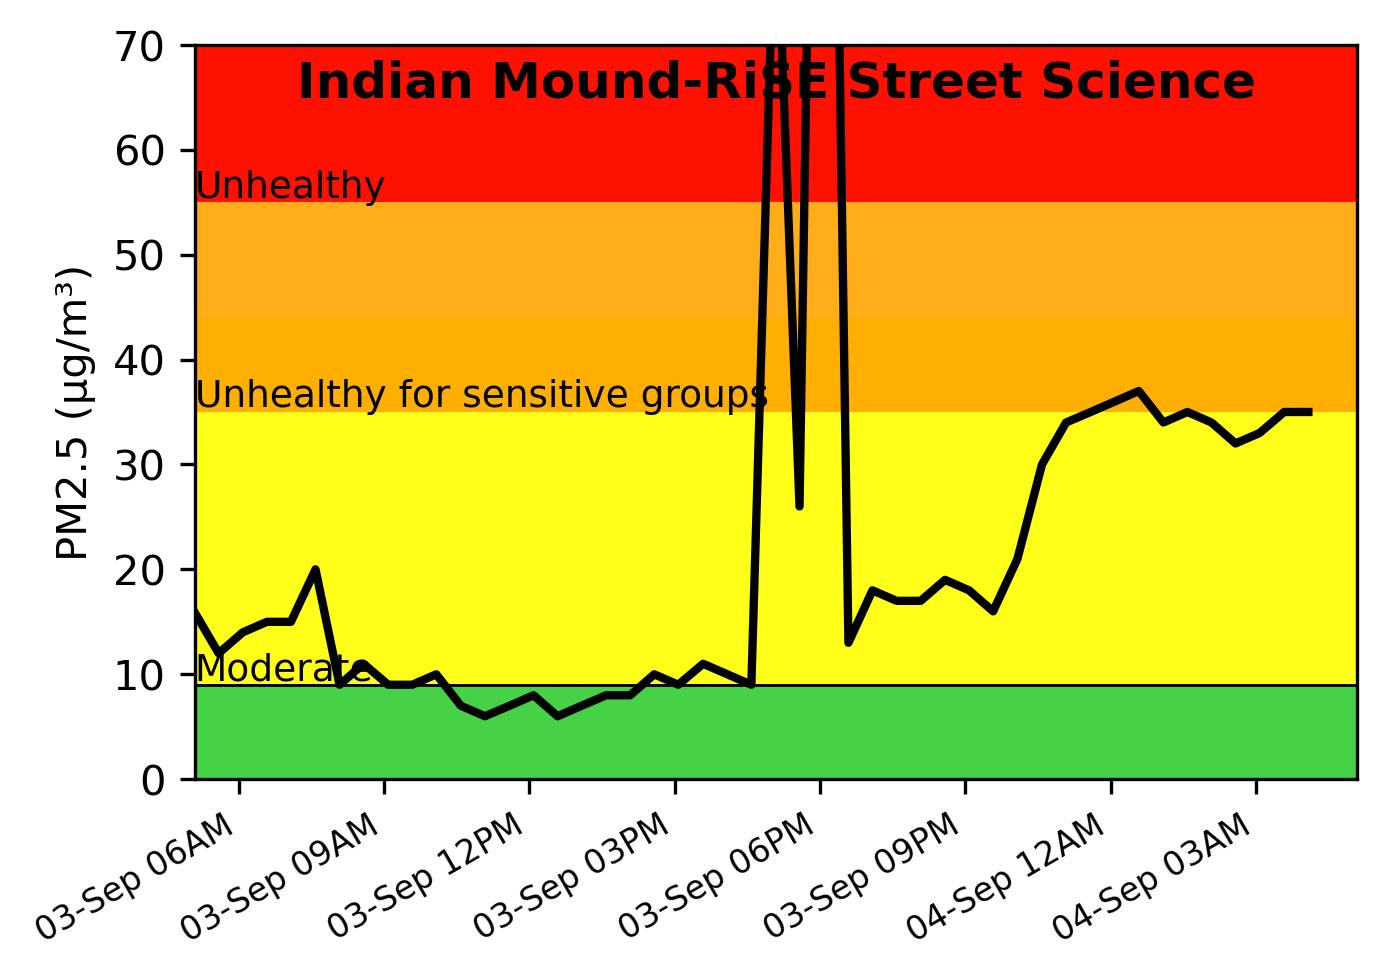 Indian Mound-RiSE Street Science
70
60
50
40
30
20
10
0
PM2.5 (µg/m³)
Unhealthy
Unhealthy for sensitive groups
Moderate
03-Sep 06AM
03-Sep 09AM
03-Sep 12PM
03-Sep 03PM
03-Sep 06PM
03-Sep 09PM
04-Sep 12AM
04-Sep 03AM